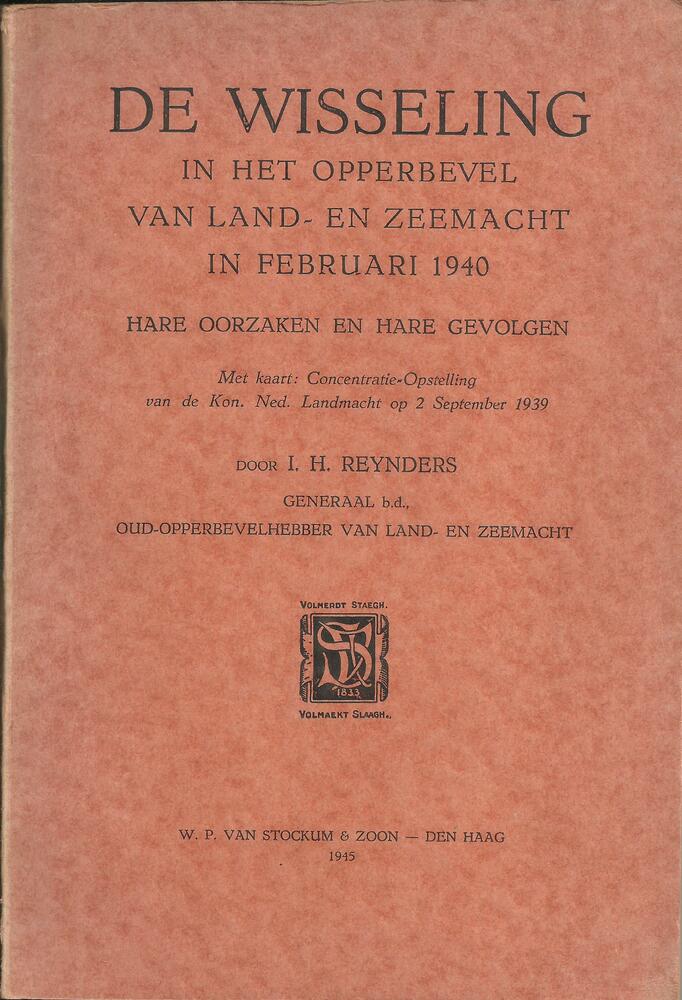 DE WISSELING
IN HET OPPERBEVEL
VAN LAND- EN ZEEMACHT
IN FEBRUARI 1940
HARE OORZAKEN EN HARE GEVOLGEN
Met kaart: Concentratie-Opstelling
van de Kon. Ned. Landmacht op 2 September 1939
DOOR I. H. REYNDERS
GENERAAL b.d.,
OUD-OPPERBEVELHEBBER VAN LAND- EN ZEEMACHT
VOLHERDT STAEGH.
1833
VOLMAEKT SLAAGH.
W. P. VAN STOCKUM & ZOON — DEN HAAG
1945